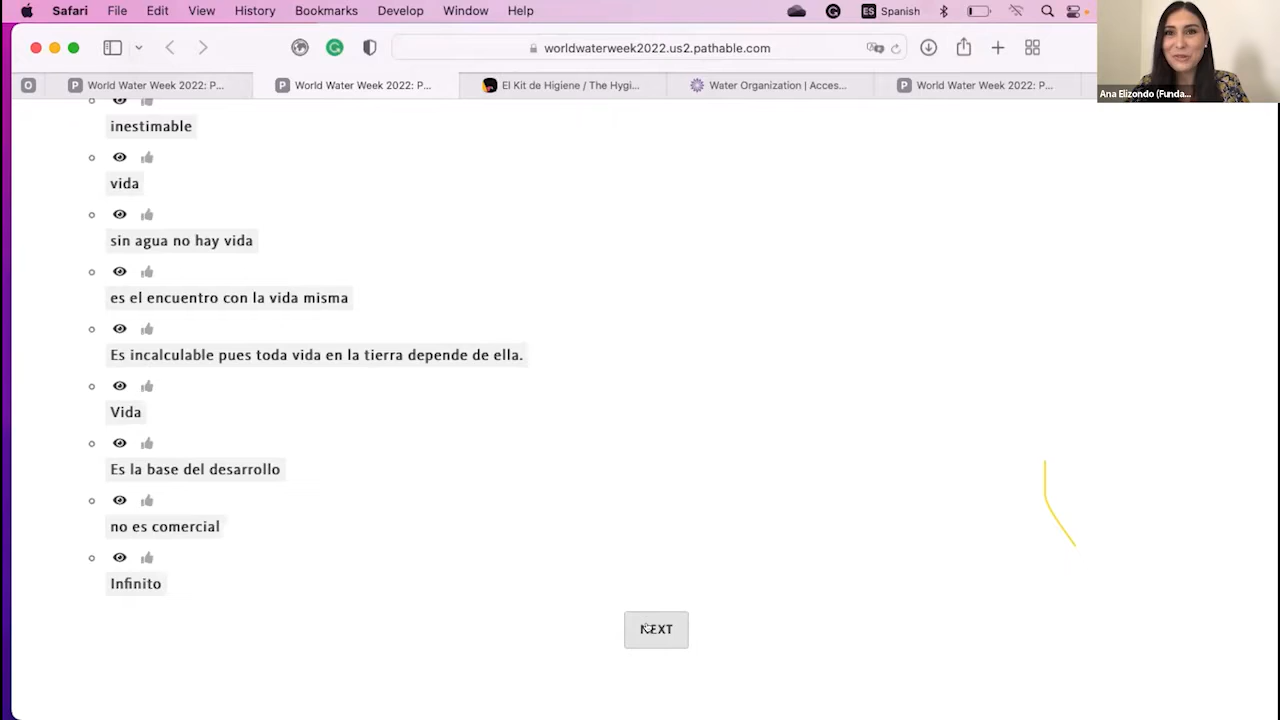 Safari File Edit View History Bookmarks Develop Window Help ES Spanish
worldwaterweek2022.us2.pathable.com
O P World Water Week 2022: P... P World Water Week 2022: P... El Kit de Higiene / The Hygi... Water Organization | Acces... P World Water Week 2022: P...
Ana Elizondo (Funda...
inestimable
vida
sin agua no hay vida
es el encuentro con la vida misma
Es incalculable pues toda vida en la tierra depende de ella.
Vida
Es la base del desarrollo
no es comercial
Infinito
NEXT